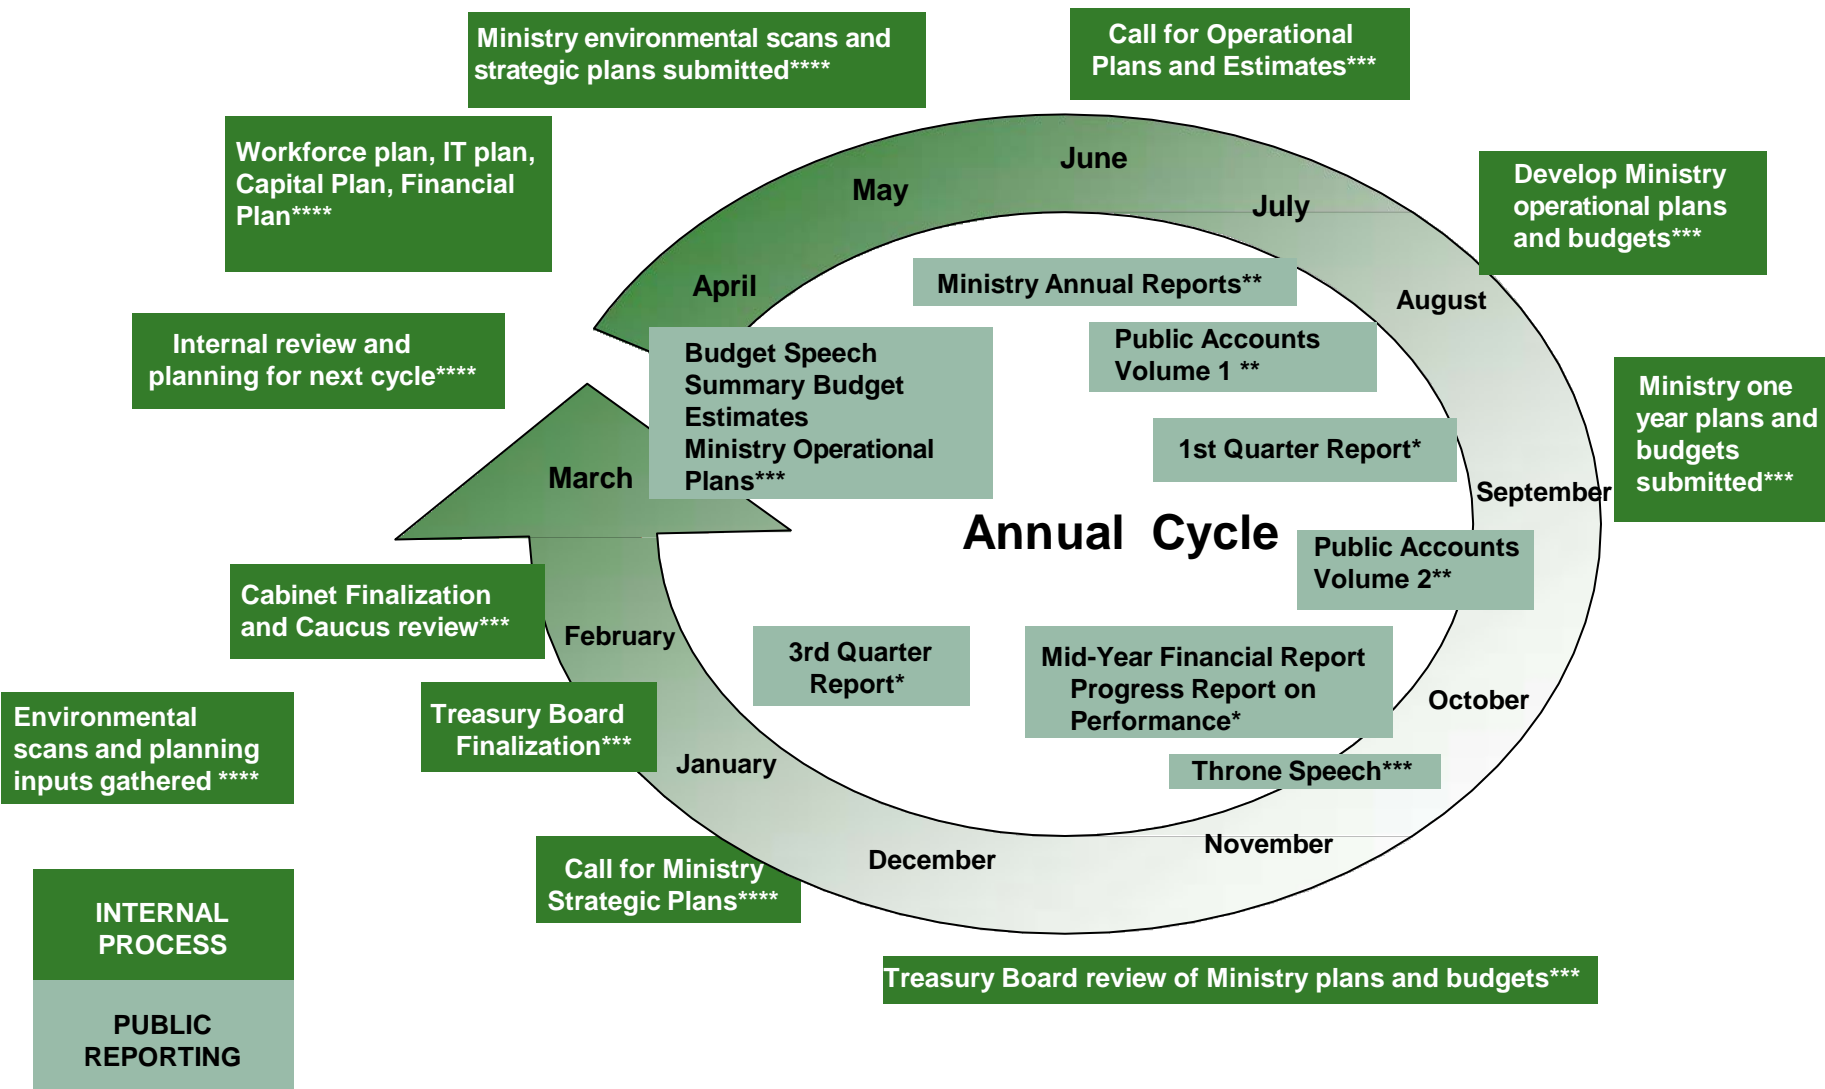 Ministry environmental scans and
strategic plans submitted****
Call for Operational
Plans and Estimates***
Workforce plan, IT plan,
Capital Plan, Financial
Plan****
June
May
July
Develop Ministry
operational plans
and budgets***
April
Ministry Annual Reports**
August
Internal review and
planning for next cycle****
Budget Speech
Summary Budget
Estimates
Ministry Operational
Plans***
Public Accounts
Volume 1 **
Ministry one
year plans and
budgets
submitted***
1st Quarter Report*
March
September
Annual Cycle
Public Accounts
Volume 2**
Cabinet Finalization
and Caucus review***
February
3rd Quarter
Report*
Mid-Year Financial Report
Progress Report on
Performance*
October
Environmental
scans and planning
inputs gathered ****
Treasury Board
Finalization***
January
Throne Speech***
November
December
Call for Ministry
Strategic Plans****
INTERNAL
PROCESS
Treasury Board review of Ministry plans and budgets***
PUBLIC
REPORTING